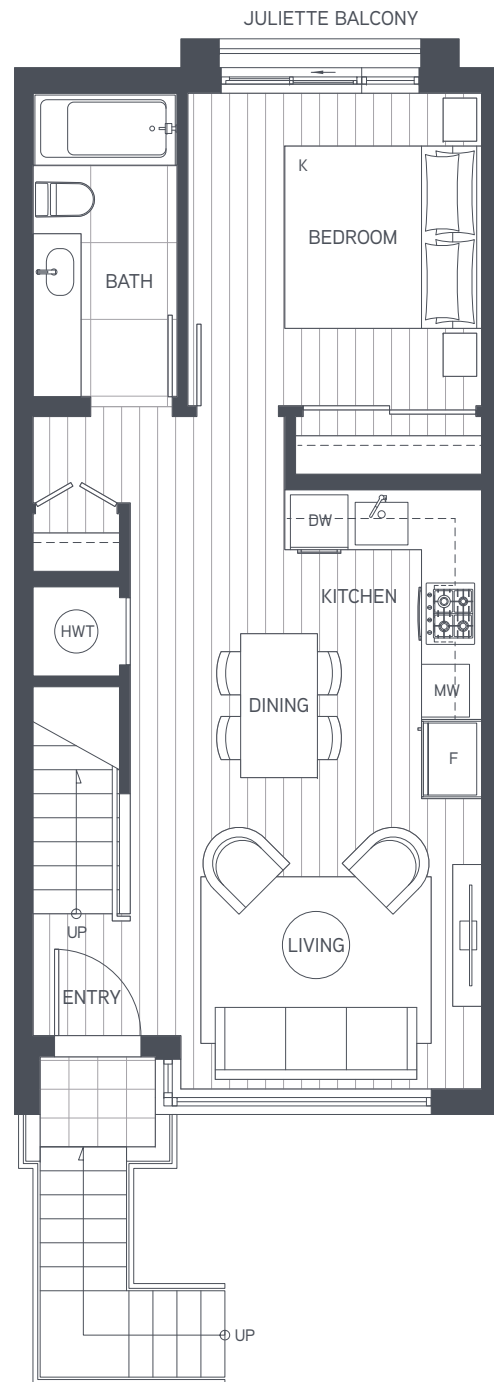 JULIETTE BALCONY
K
BEDROOM
BATH
DW
KITCHEN
HWT
MW
DINING
F
UP
LIVING
ENTRY
UP